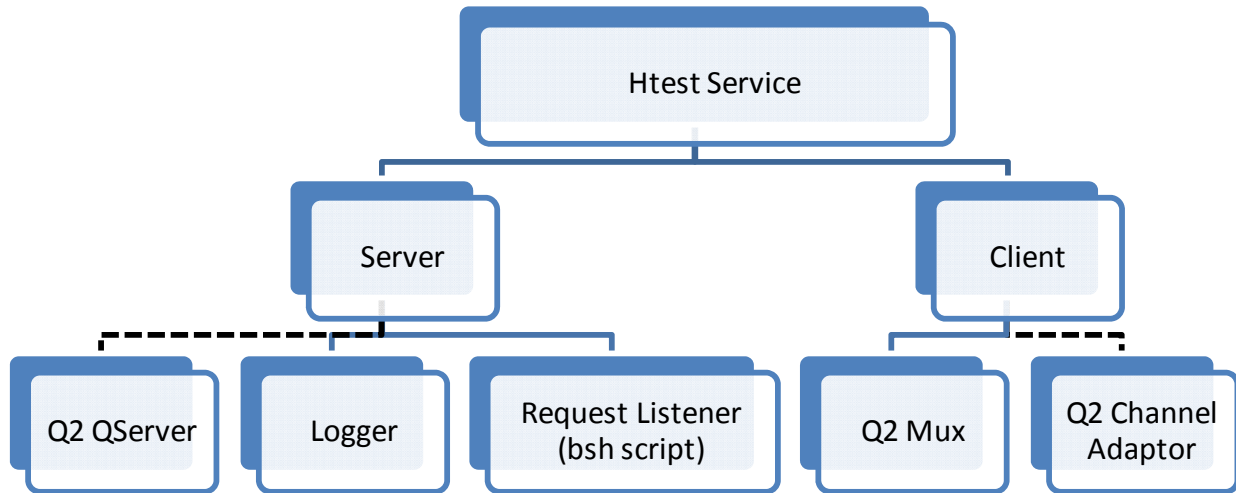 Htest Service
Server
Client
Q2 QServer
Logger
Request Listener
(bsh script)
Q2 Mux
Q2 Channel
Adaptor